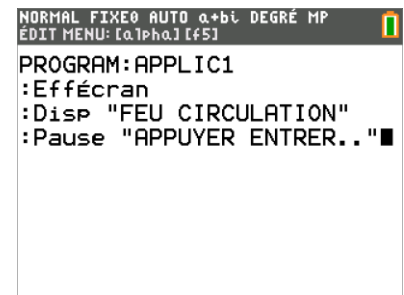 NORMAL FIXE0 AUTO a+bi DEGRÉ MP
ÉDIT MENU:[alpha][f5]
PROGRAM:APPLIC1
:EffÉcran
:Disp "FEU CIRCULATION"
:Pause "APPUYER ENTRER.."